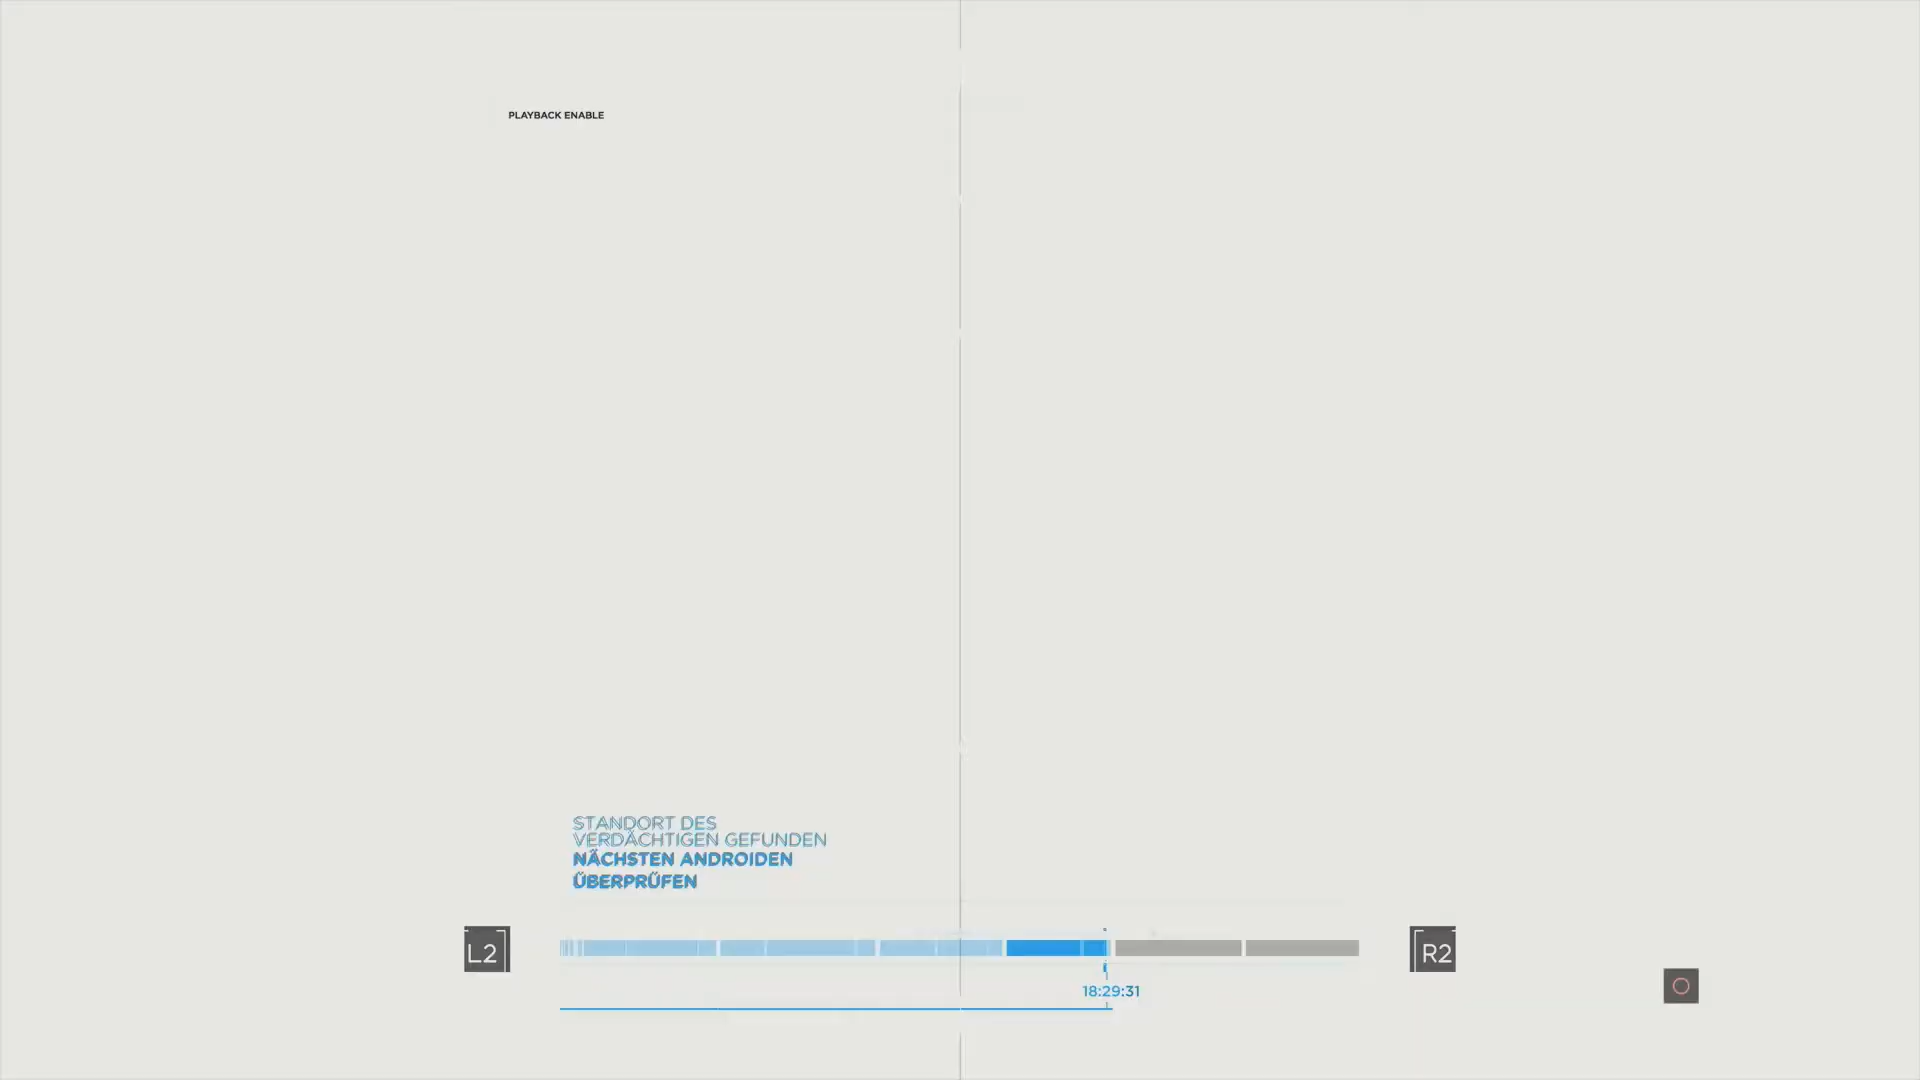 PLAYBACK ENABLE
STANDORT DES
VERDÄCHTIGEN GEFUNDEN
NÄCHSTEN ANDROIDEN
ÜBERPRÜFEN
L2
R2
18:29:31